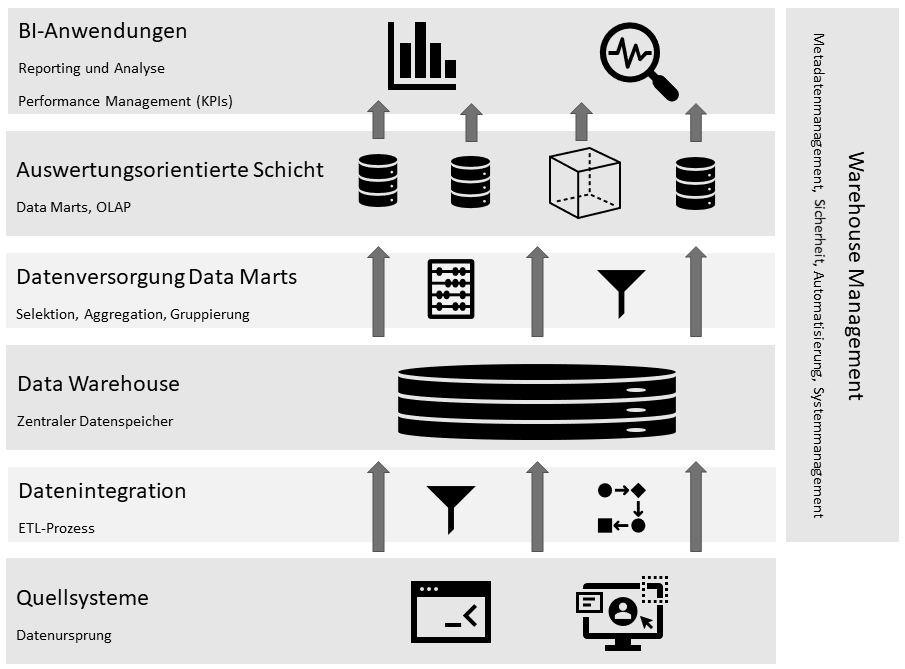 BI-Anwendungen
Reporting und Analyse
Performance Management (KPIs)
Auswertungsorientierte Schicht
Data Marts, OLAP
Datenversorgung Data Marts
Selektion, Aggregation, Gruppierung
Data Warehouse
Zentraler Datenspeicher
Datenintegration
ETL-Prozess
Quellsysteme
Datenursprung
Warehouse Management
Metadatenmanagement, Sicherheit, Automatisierung, Systemmanagement